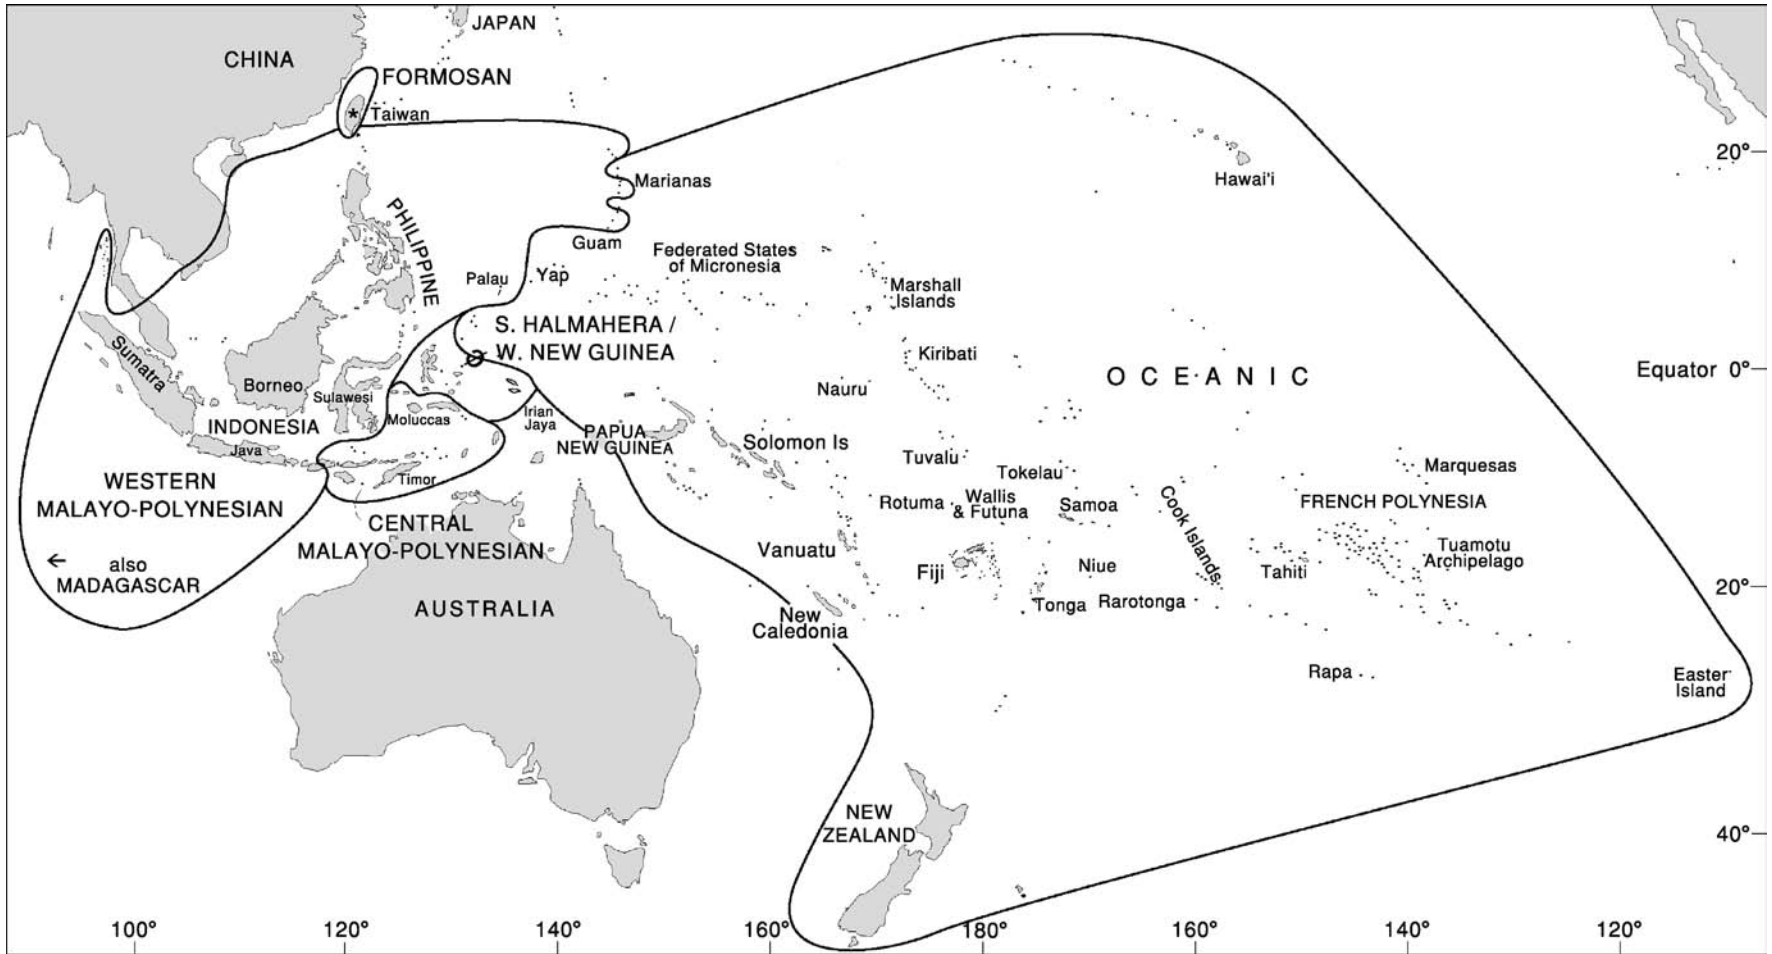 JAPAN
CHINA
FORMOSAN
*
Taiwan
20°
Marianas
Hawai'i
PHILIPPINE
Guam
Federated States
of Micronesia
Palau
Yap
Marshall
Islands
S. HALMAHERA /
W. NEW GUINEA
Sumatra
Kiribati
Equator 0°
OCEANIC
Borneo
Sulawesi
Nauru
INDONESIA
Moluccas
Irian
Jaya
PAPUA
NEW GUINEA
Solomon Is
Java
Tuvalu
Tokelau
Marquesas
WESTERN
MALAYO-POLYNESIAN
Timor
Rotuma
Wallis
& Futuna
Samoa
Cook Islands
FRENCH POLYNESIA
CENTRAL
MALAYO-POLYNESIAN
Vanuatu
Tuamotu
Archipelago
← also
MADAGASCAR
Fiji
Niue
Tahiti
20°
AUSTRALIA
Tonga
Rarotonga
New
Caledonia
Rapa
Easter
Island
NEW
ZEALAND
40°
100°
120°
140°
160°
180°
160°
140°
120°